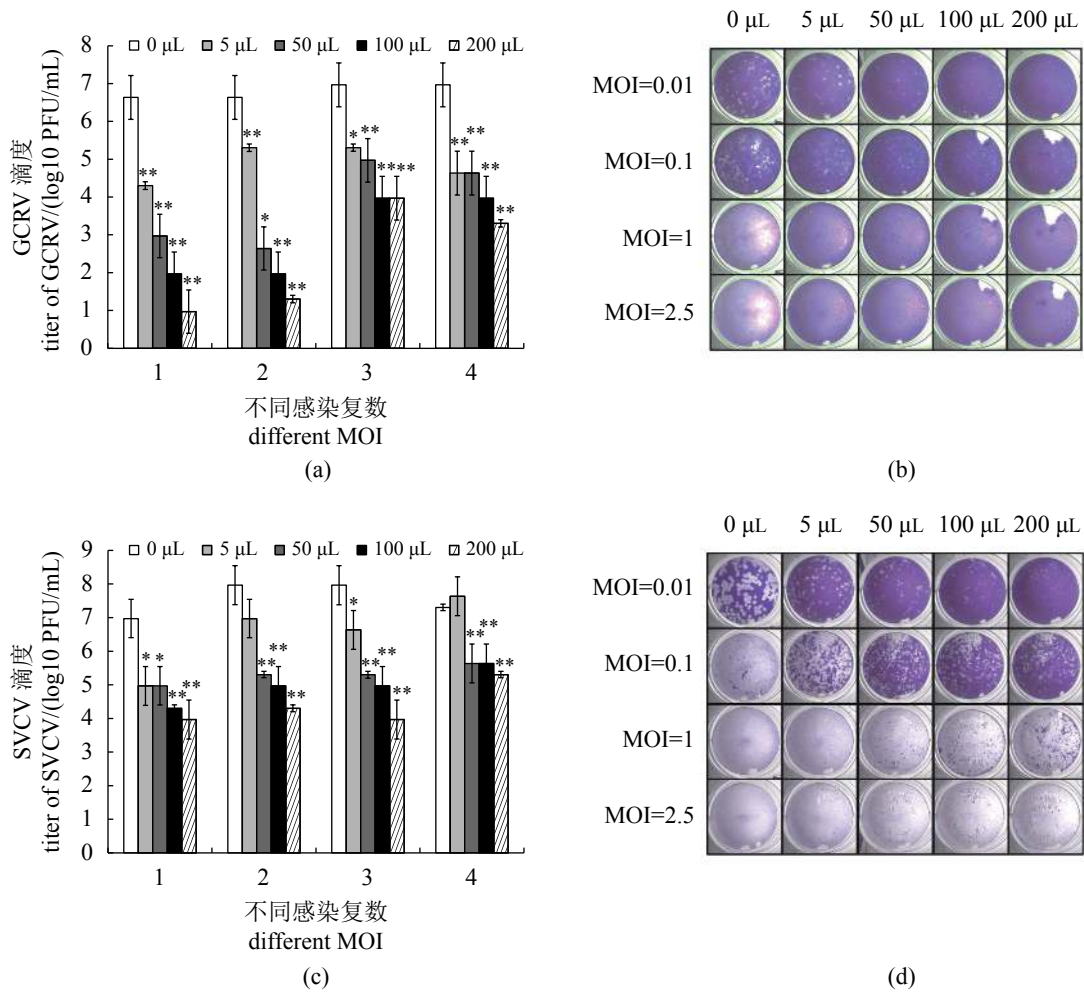 0 μL 5 μL 50 μL 100 μL 200 μL
GCRV 滴度
titer of GCRV/(log10 PFU/mL)
8
7
6
5
4
3
2
1
0
** ** ** **
** * ** **
* ** ** **
** ** ** **
1 2 3 4
不同感染复数
different MOI
(a)
0 μL 5 μL 50 μL 100 μL 200 μL
MOI=0.01
MOI=0.1
MOI=1
MOI=2.5
(b)
0 μL 5 μL 50 μL 100 μL 200 μL
SVCV 滴度
titer of SVCV/(log10 PFU/mL)
9
8
7
6
5
4
3
2
1
0
* * ** **
** ** **
* ** ** **
** ** **
1 2 3 4
不同感染复数
different MOI
(c)
0 μL 5 μL 50 μL 100 μL 200 μL
MOI=0.01
MOI=0.1
MOI=1
MOI=2.5
(d)